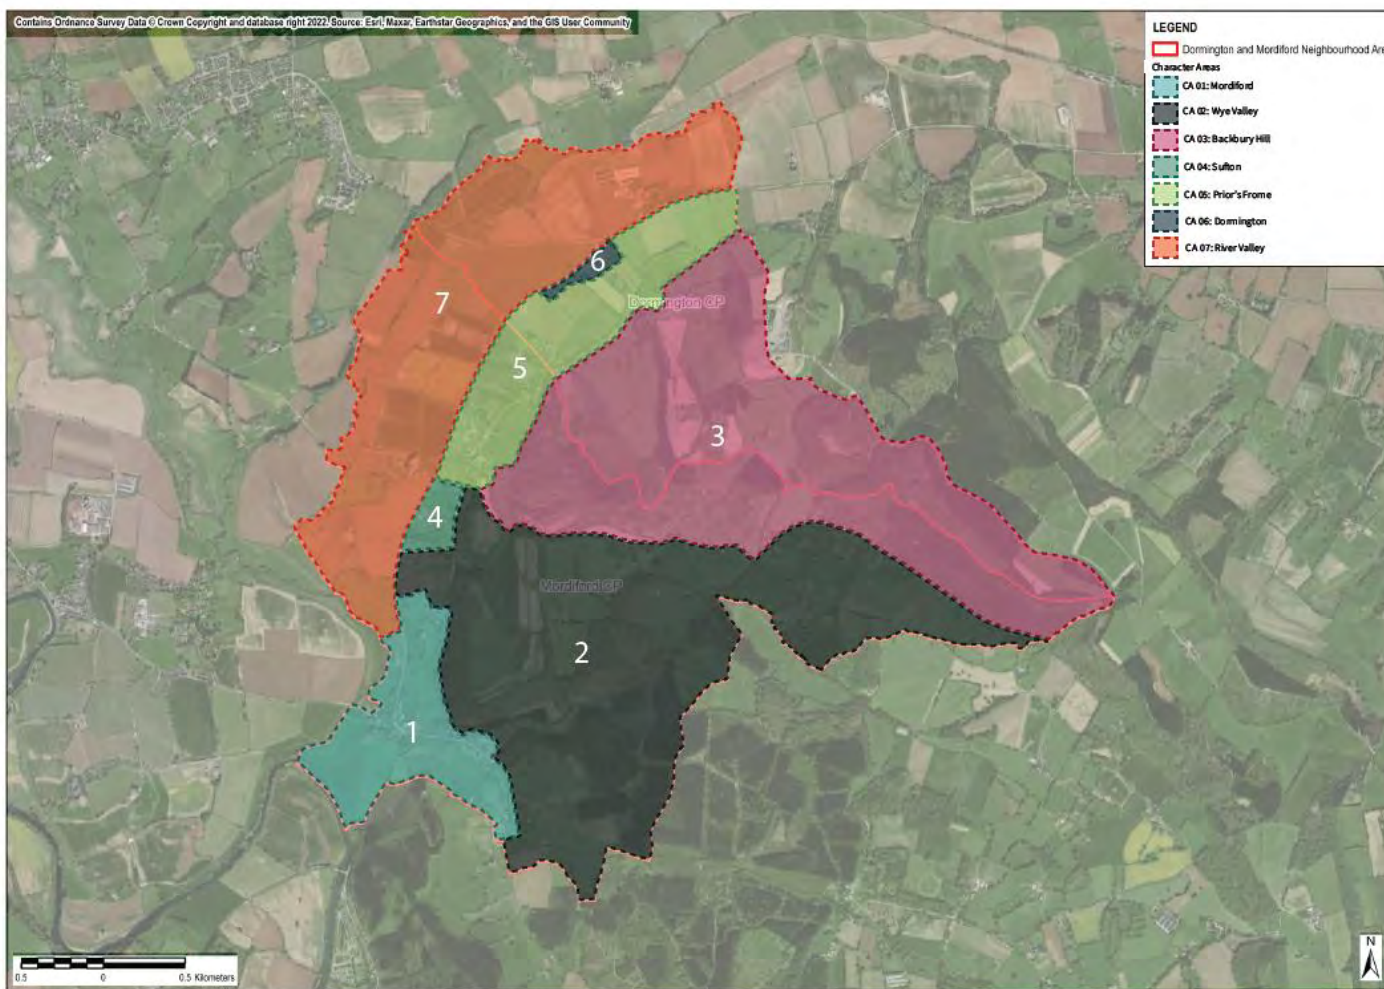 Contains Ordnance Survey Data © Crown Copyright and database right 2022. Source: Esri, Maxar, Earthstar Geographics, and the GIS User Community
LEGEND
Dormington and Mordiford Neighbourhood Are
Character Areas
CA 01: Mordiford
CA 02: Wye Valley
CA 03: Backbury Hill
CA 04: Sufton
CA 05: Prior's Frome
CA 06: Dormington
CA 07: River Valley
6
7
Dormington CP
5
3
4
Mordiford CP
2
1
0.5 0 0.5 Kilometers
N